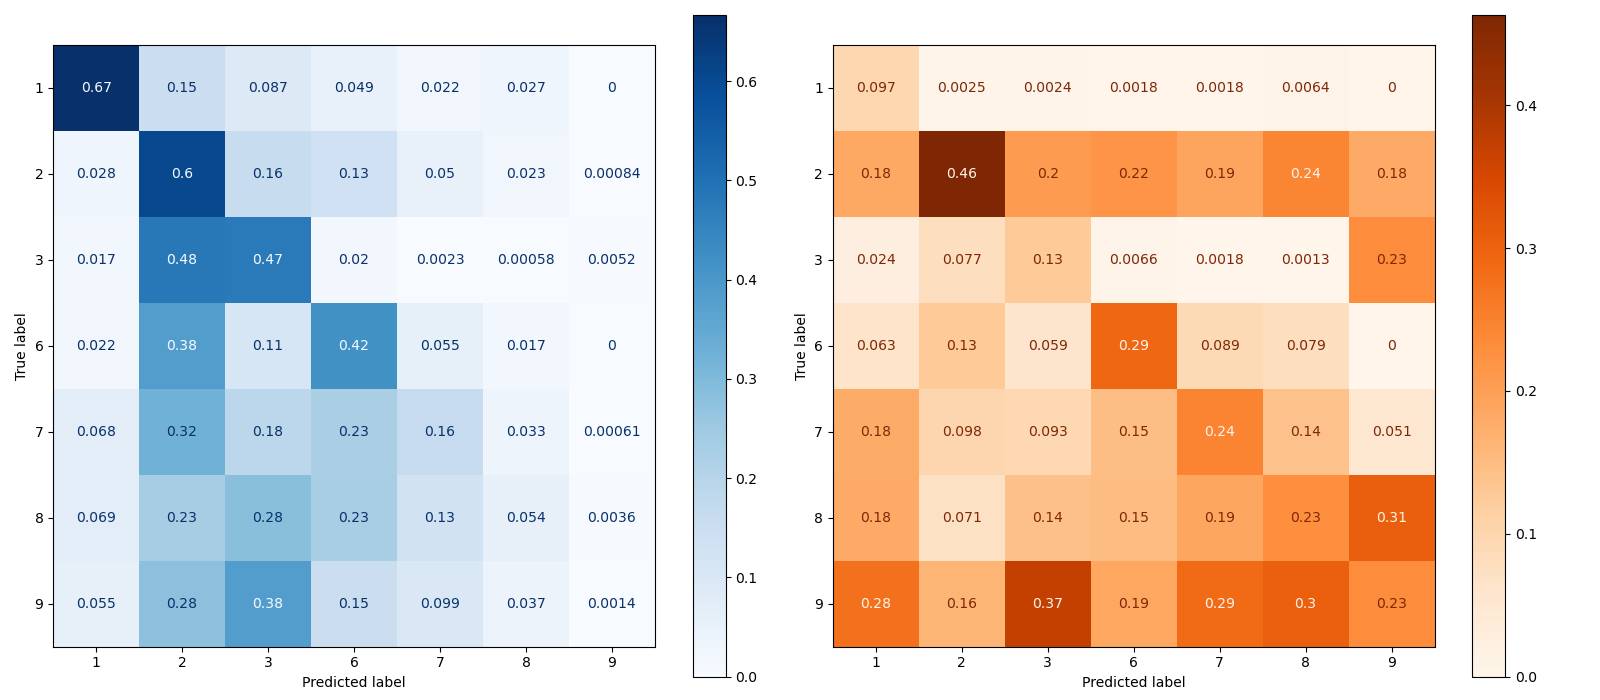 1 0.67 0.15 0.087 0.049 0.022 0.027 0
2 0.028 0.6 0.16 0.13 0.05 0.023 0.00084
3 0.017 0.48 0.47 0.02 0.0023 0.00058 0.0052
6 0.022 0.38 0.11 0.42 0.055 0.017 0
7 0.068 0.32 0.18 0.23 0.16 0.033 0.00061
8 0.069 0.23 0.28 0.23 0.13 0.054 0.0036
9 0.055 0.28 0.38 0.15 0.099 0.037 0.0014
1 2 3 6 7 8 9
Predicted label
True label
0.6
0.5
0.4
0.3
0.2
0.1
0.0
1 0.097 0.0025 0.0024 0.0018 0.0018 0.0064 0
2 0.18 0.46 0.2 0.22 0.19 0.24 0.18
3 0.024 0.077 0.13 0.0066 0.0018 0.0013 0.23
6 0.063 0.13 0.059 0.29 0.089 0.079 0
7 0.18 0.098 0.093 0.15 0.24 0.14 0.051
8 0.18 0.071 0.14 0.15 0.19 0.23 0.31
9 0.28 0.16 0.37 0.19 0.29 0.3 0.23
1 2 3 6 7 8 9
Predicted label
True label
0.4
0.3
0.2
0.1
0.0